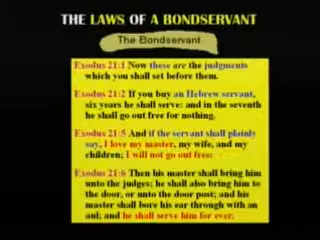 THE LAWS OF A BONDSERVANT
The Bondservant
Exodus 21:1 Now these are the judgments
which you shall set before them.
Exodus 21:2 If you buy an Hebrew servant,
six years he shall serve: and in the seventh
he shall go out free for nothing.
Exodus 21:5 And if the servant shall plainly
say, I love my master, my wife, and my
children; I will not go out free:
Exodus 21:6 Then his master shall bring him
unto the judges; he shall also bring him to
the door, or unto the door post; and his
master shall bore his ear through with an
aul; and he shall serve him for ever.